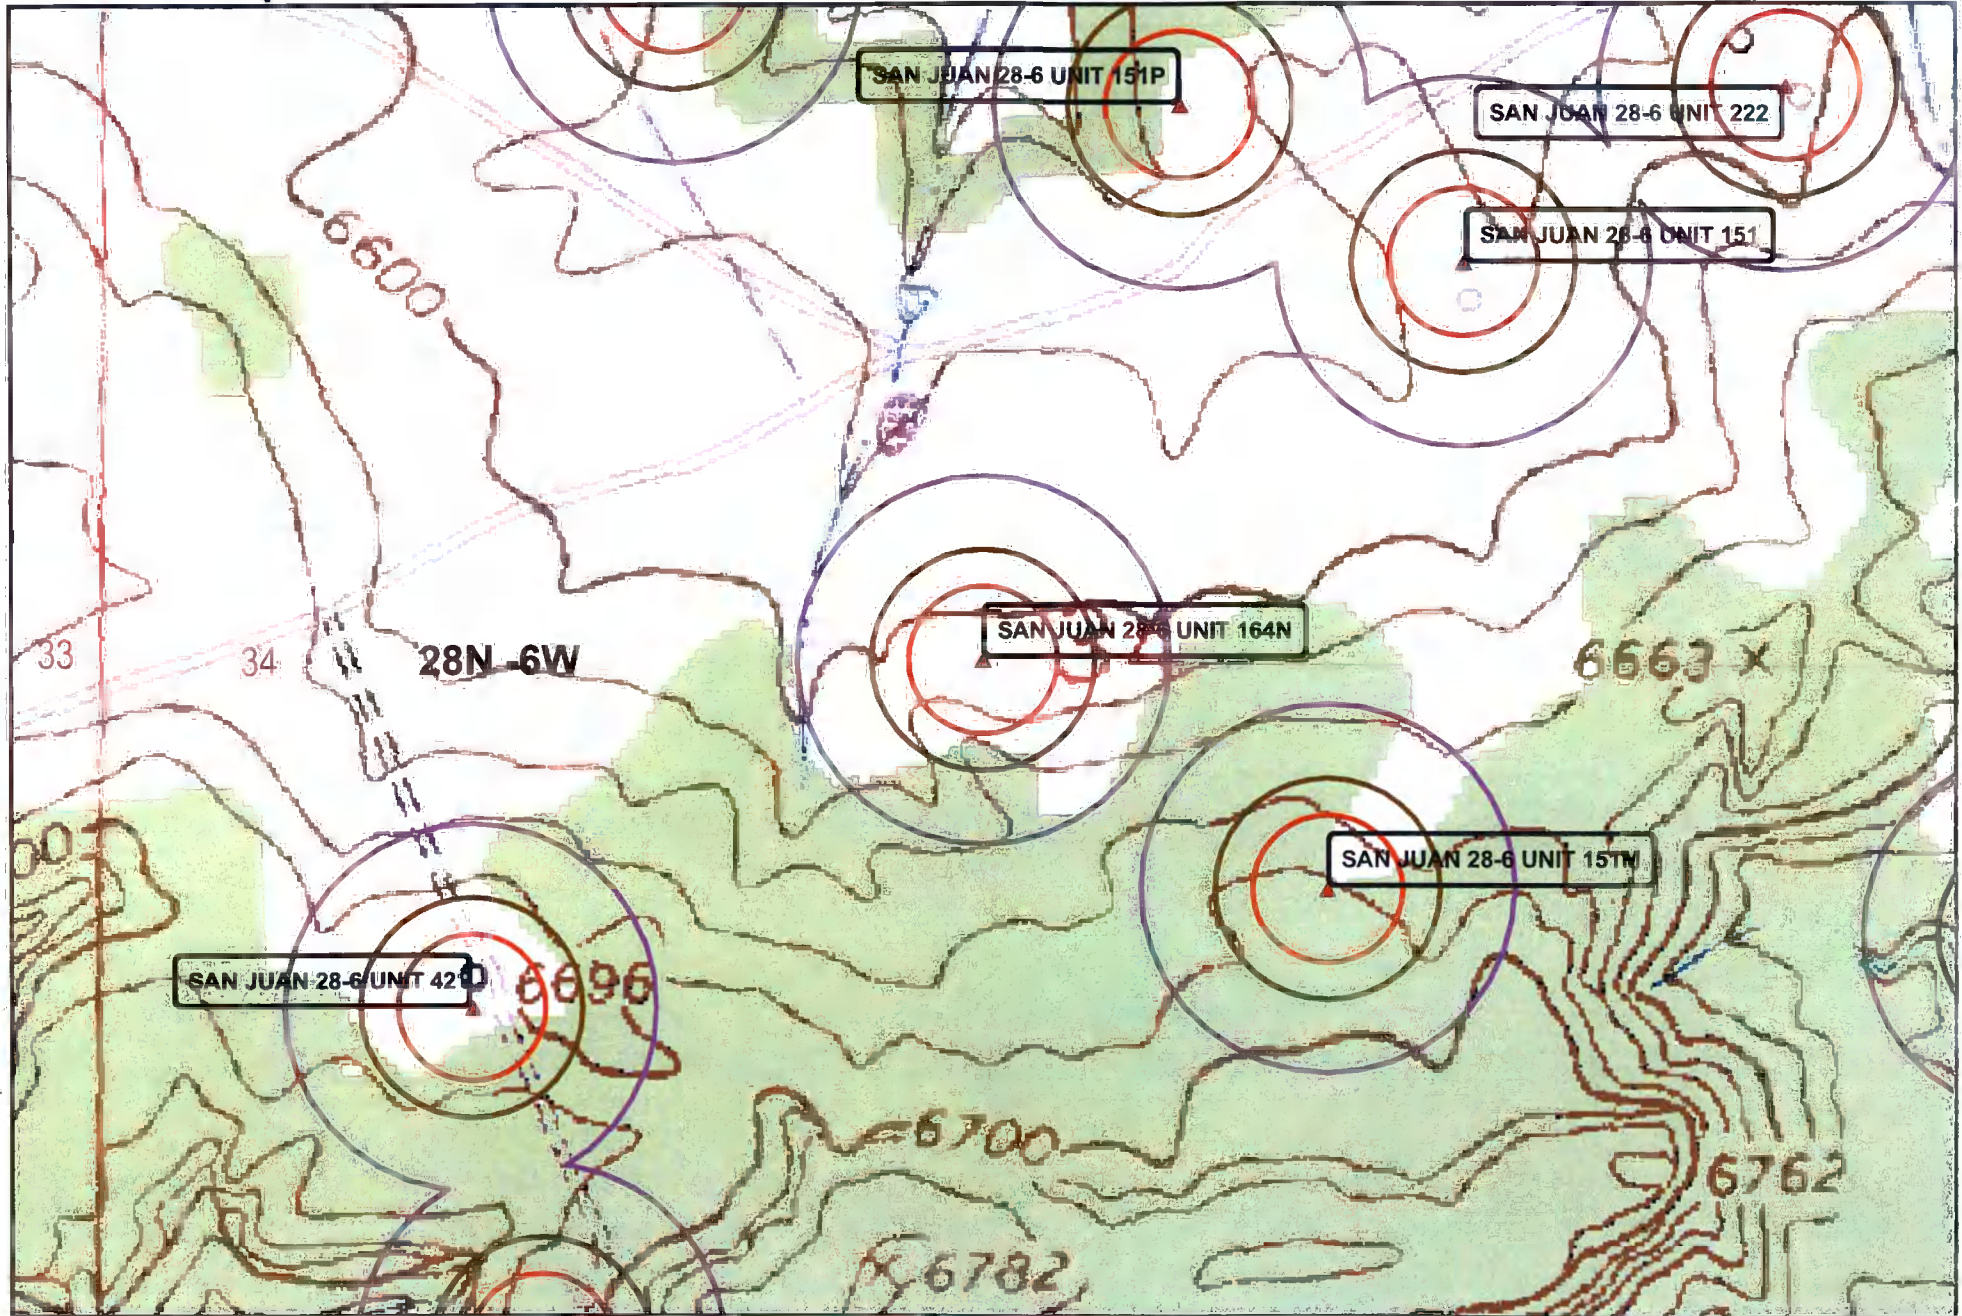 SAN JUAN 28-6 UNIT 151P
SAN JUAN 28-6 UNIT 222
SAN JUAN 28-6 UNIT 151
6600
SAN JUAN 28-6 UNIT 164N
33
34
28N -6W
6663
SAN JUAN 28-6 UNIT 151M
SAN JUAN 28-6 UNIT
6696
6700
6762
6782